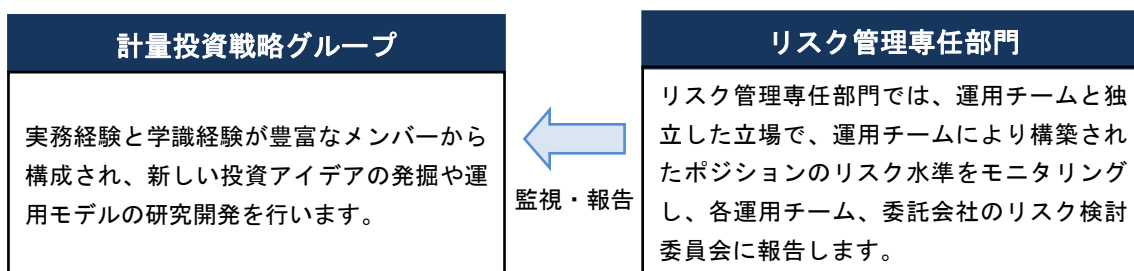 計量投資戦略グループ
実務経験と学識経験が豊富なメンバーから
構成され、新しい投資アイデアの発掘や運
用モデルの研究開発を行います。
監視・報告
リスク管理専任部門
リスク管理専任部門では、運用チームと独
立した立場で、運用チームにより構築され
たポジションのリスク水準をモニタリング
し、各運用チーム、委託会社のリスク検討
委員会に報告します。